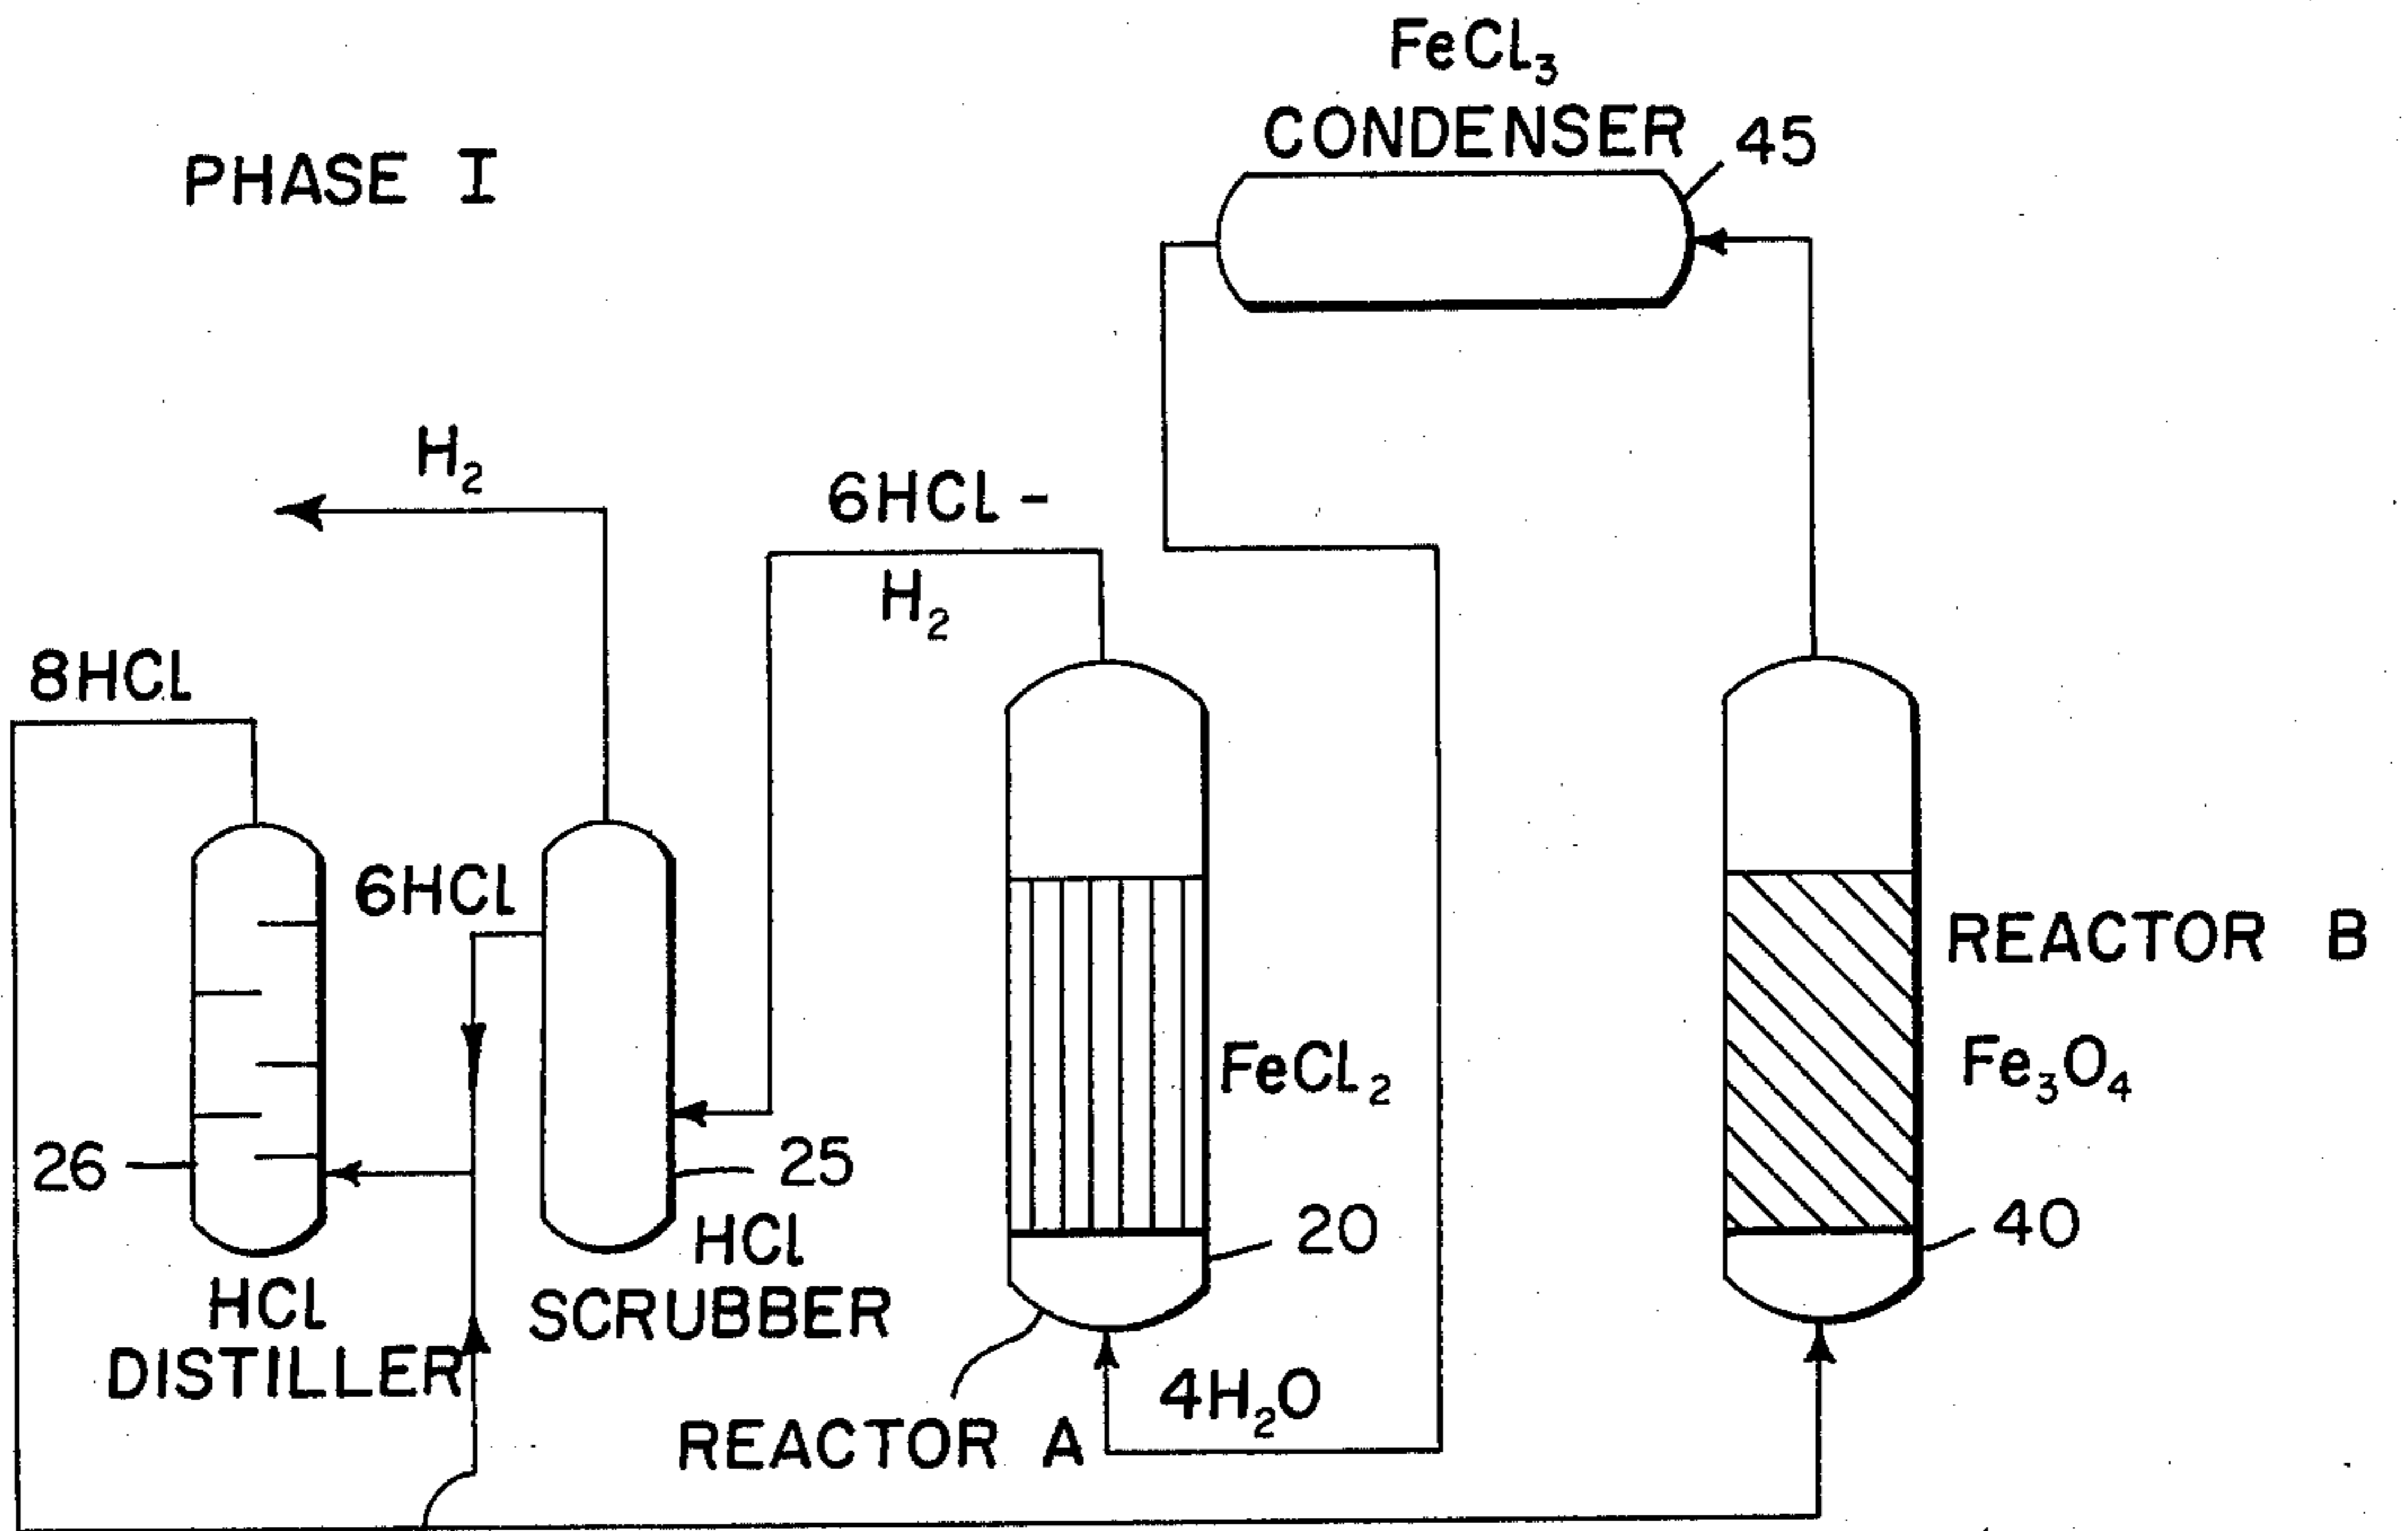 PHASE I
FeCl₃
CONDENSER
45
H₂
6HCl-
H₂
8HCl
6HCl
REACTOR B
FeCl₂
Fe₃O₄
26
25
20
40
HCl
SCRUBBER
HCl
DISTILLER
4H₂O
REACTOR A